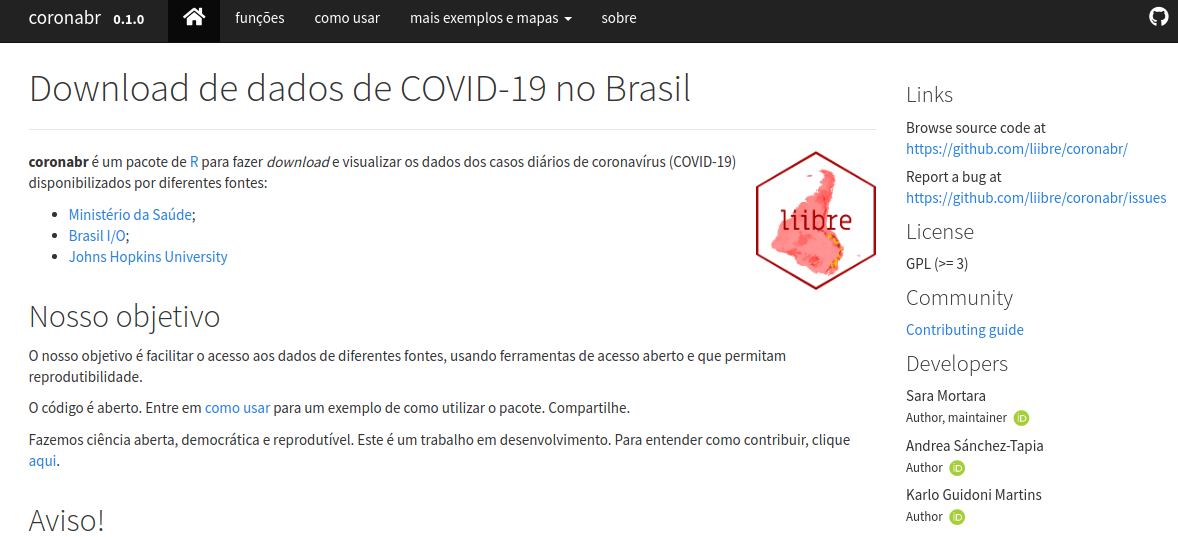 coronabr 0.1.0 funções como usar mais exemplos e mapas sobre
Download de dados de COVID-19 no Brasil
coronabr é um pacote de R para fazer download e visualizar os dados dos casos diários de coronavírus (COVID-19)
disponibilizados por diferentes fontes:
Ministério da Saúde;
Brasil I/O;
Johns Hopkins University
liibre
Nosso objetivo
O nosso objetivo é facilitar o acesso aos dados de diferentes fontes, usando ferramentas de acesso aberto e que permitam
reprodutibilidade.
O código é aberto. Entre em como usar para um exemplo de como utilizar o pacote. Compartilhe.
Fazemos ciência aberta, democrática e reprodutível. Este é um trabalho em desenvolvimento. Para entender como contribuir, clique
aqui.
Aviso!
Links
Browse source code at
https://github.com/liibre/coronabr/
Report a bug at
https://github.com/liibre/coronabr/issues
License
GPL (>= 3)
Community
Contributing guide
Developers
Sara Mortara
Author, maintainer iD
Andrea Sánchez-Tapia
Author iD
Karlo Guidoni Martins
Author iD